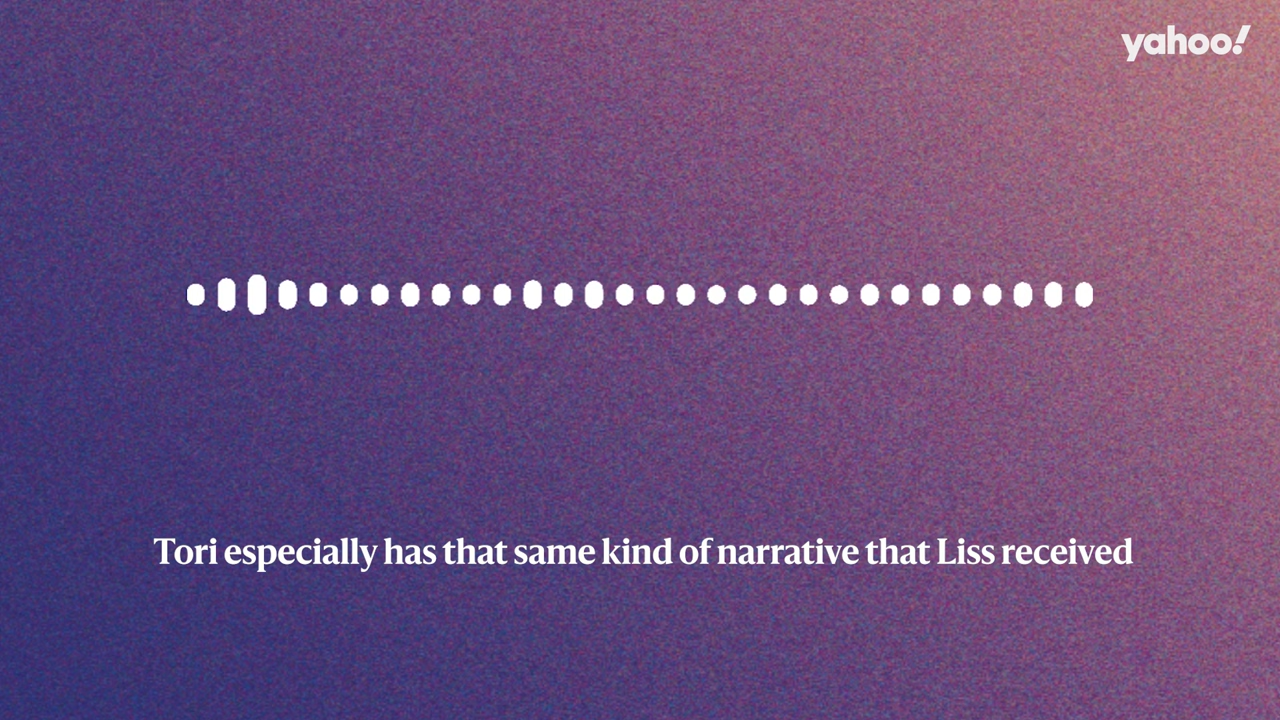 yahoo!
Tori especially has that same kind of narrative that Liss received